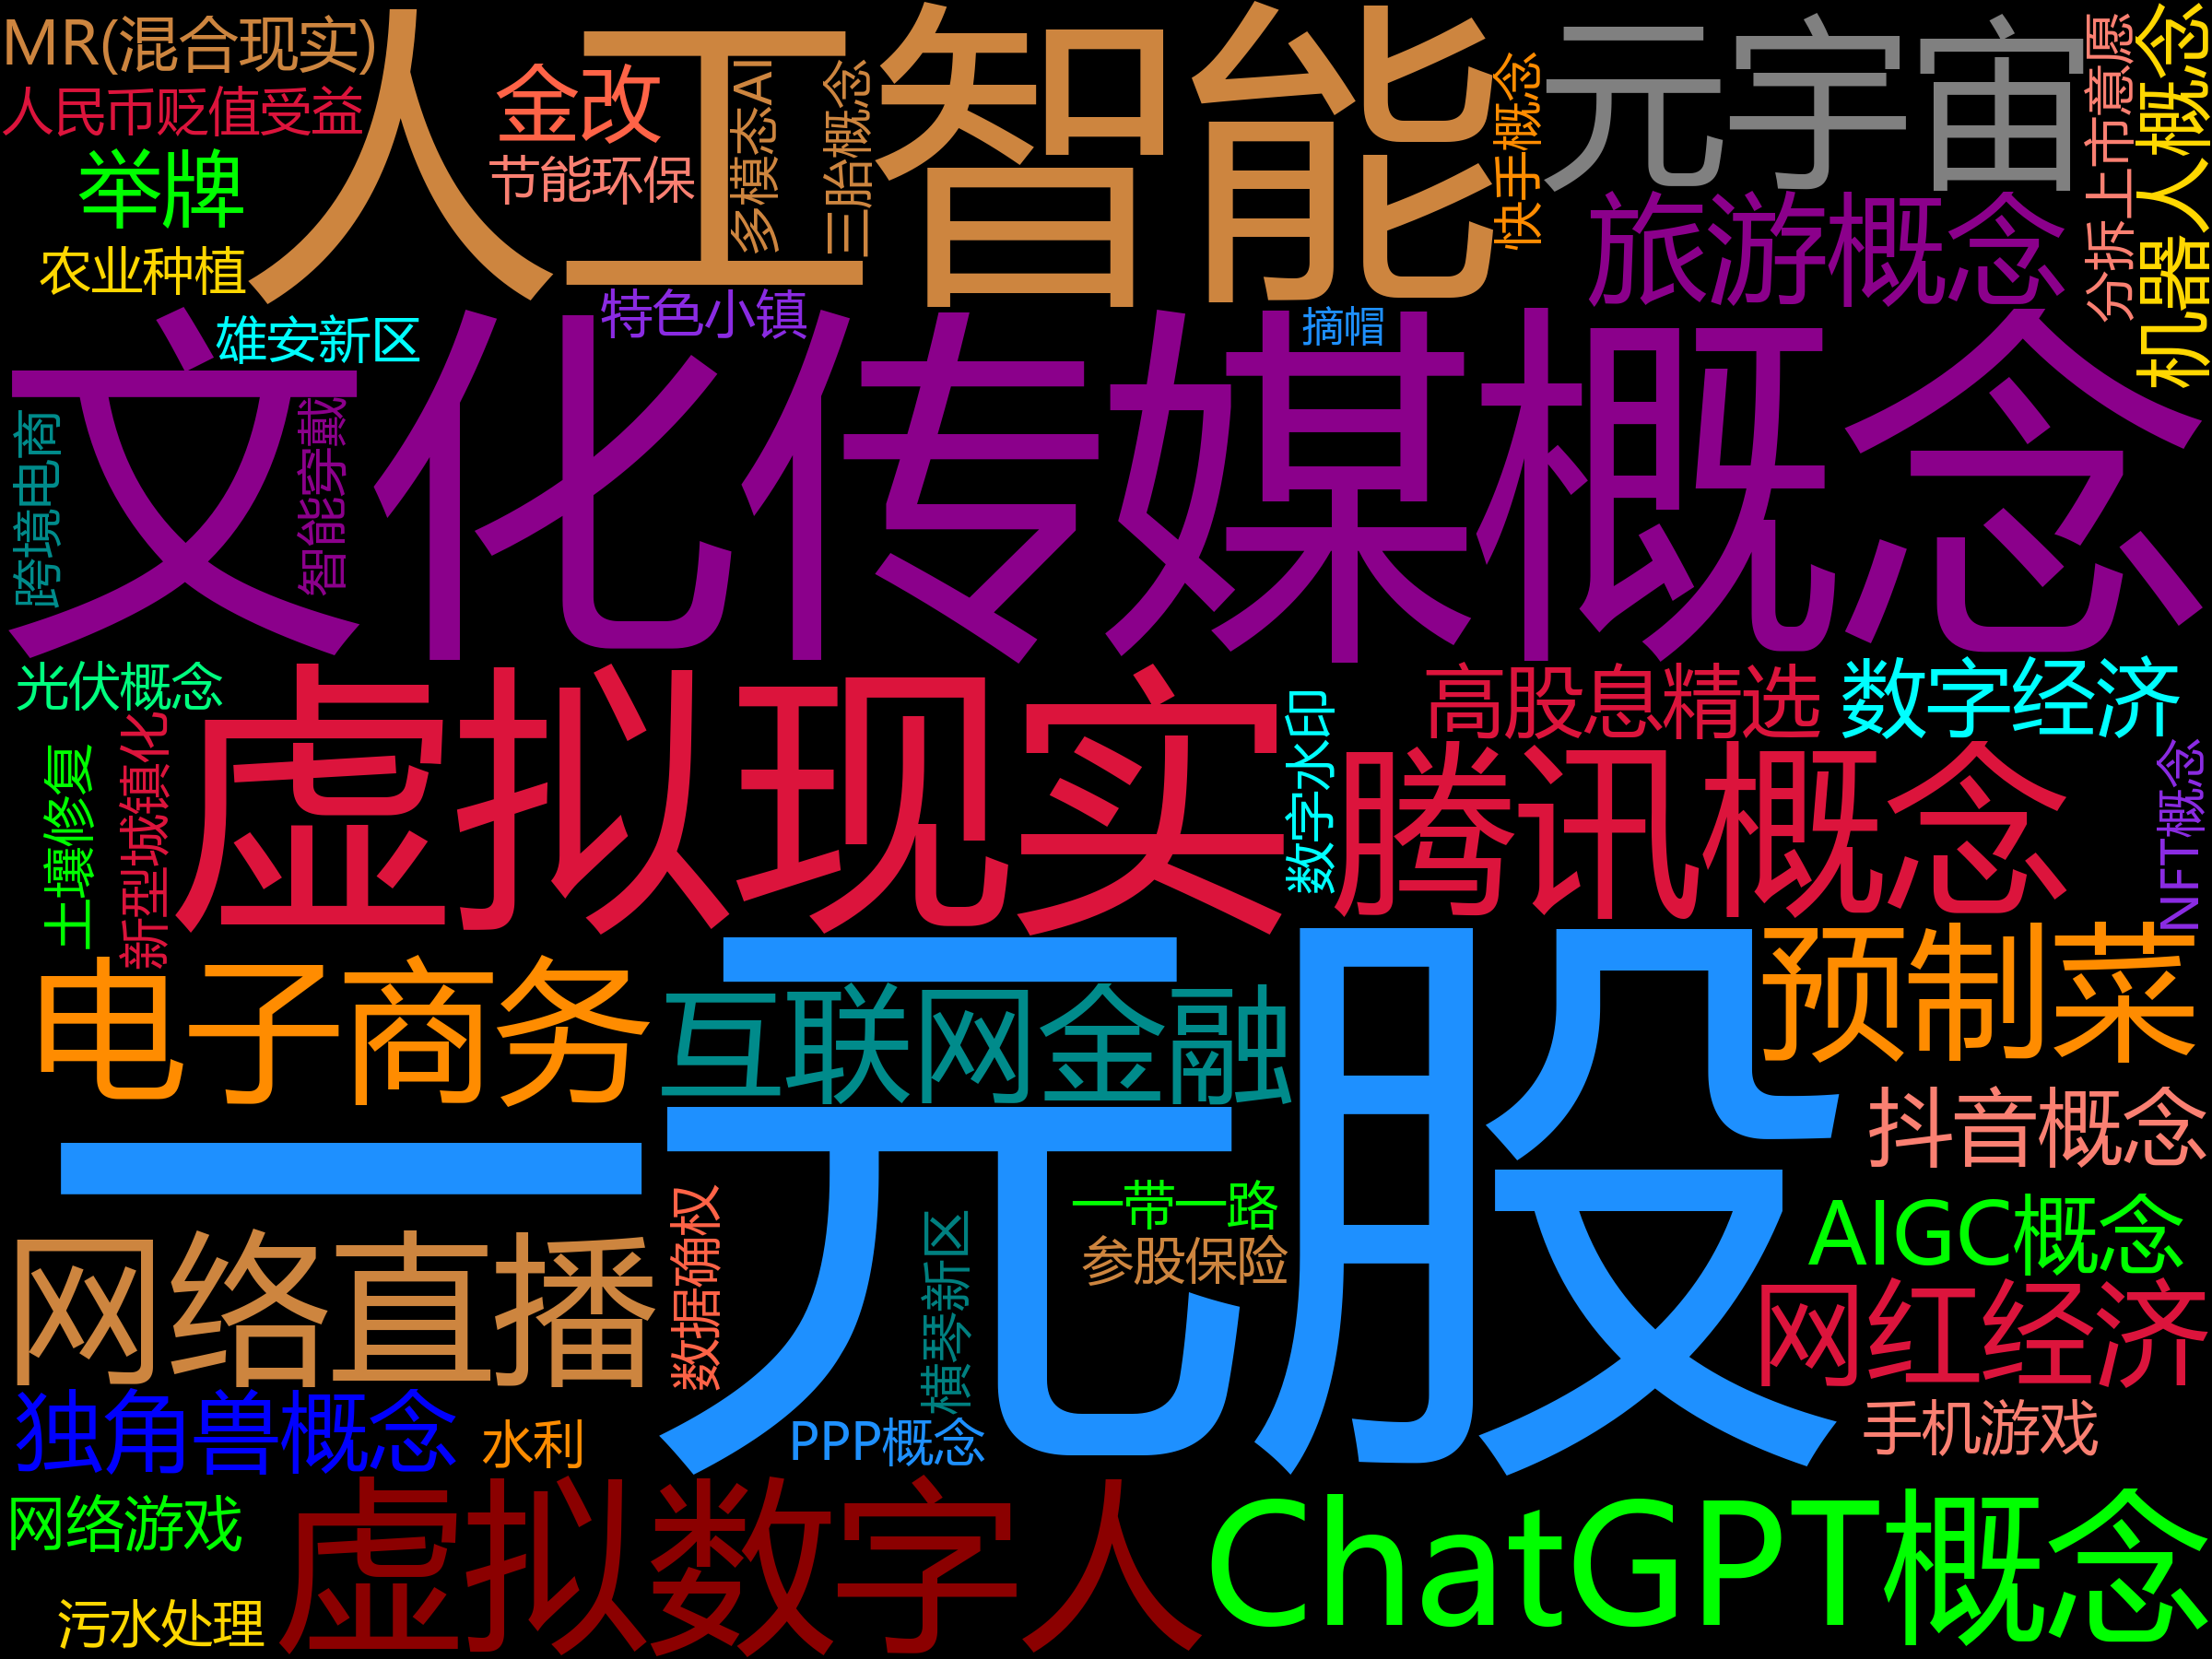 MR(混合现实)
人工智能
元宇宙
人民币贬值受益
金改
多模态AI
三胎概念
快手概念
分拆上市意愿
机器人概念
举牌
节能环保
旅游概念
农业种植
特色小镇
摘帽
雄安新区
文化传媒概念
跨境电商
智能穿戴
光伏概念
虚拟现实
数字水印
高股息精选
数字经济
土壤修复
新型城镇化
腾讯概念
NFT概念
电子商务
互联网金融
预制菜
一元股
抖音概念
一带一路
AIGC概念
网络直播
数据确权
横琴新区
参股保险
网红经济
独角兽概念
水利
PPP概念
手机游戏
网络游戏
虚拟数字人
ChatGPT概念
污水处理